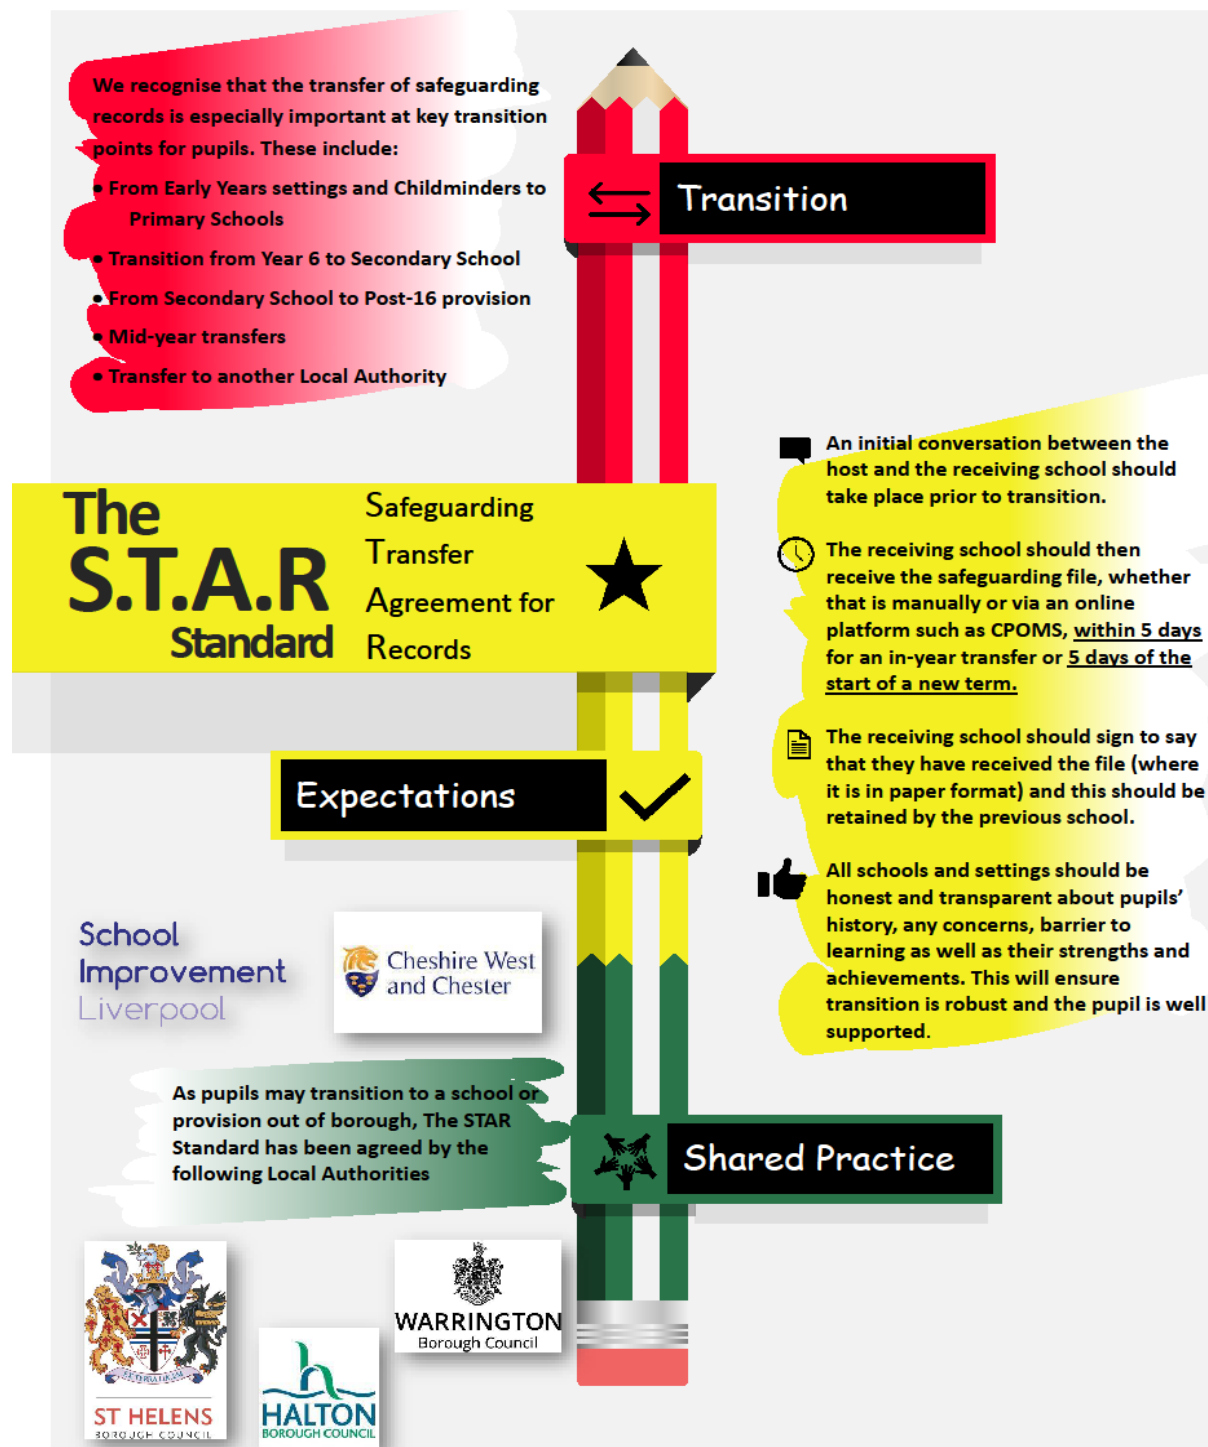 We recognise that the transfer of safeguarding
records is especially important at key transition
points for pupils. These include:
• From Early Years settings and Childminders to
Primary Schools
• Transition from Year 6 to Secondary School
• From Secondary School to Post-16 provision
• Mid-year transfers
• Transfer to another Local Authority
Transition
The
S.T.A.R
Standard
Safeguarding
Transfer
Agreement for
Records
An initial conversation between the
host and the receiving school should
take place prior to transition.
The receiving school should then
receive the safeguarding file, whether
that is manually or via an online
platform such as CPOMS, within 5 days
for an in-year transfer or 5 days of the
start of a new term.
The receiving school should sign to say
that they have received the file (where
it is in paper format) and this should be
retained by the previous school.
All schools and settings should be
honest and transparent about pupils’
history, any concerns, barrier to
learning as well as their strengths and
achievements. This will ensure
transition is robust and the pupil is well
supported.
Expectations
School
Improvement
Liverpool
Cheshire West
and Chester
As pupils may transition to a school or
provision out of borough, The STAR
Standard has been agreed by the
following Local Authorities
Shared Practice
ST HELENS
BOROUGH COUNCIL
HALTON
BOROUGH COUNCIL
WARRINGTON
Borough Council